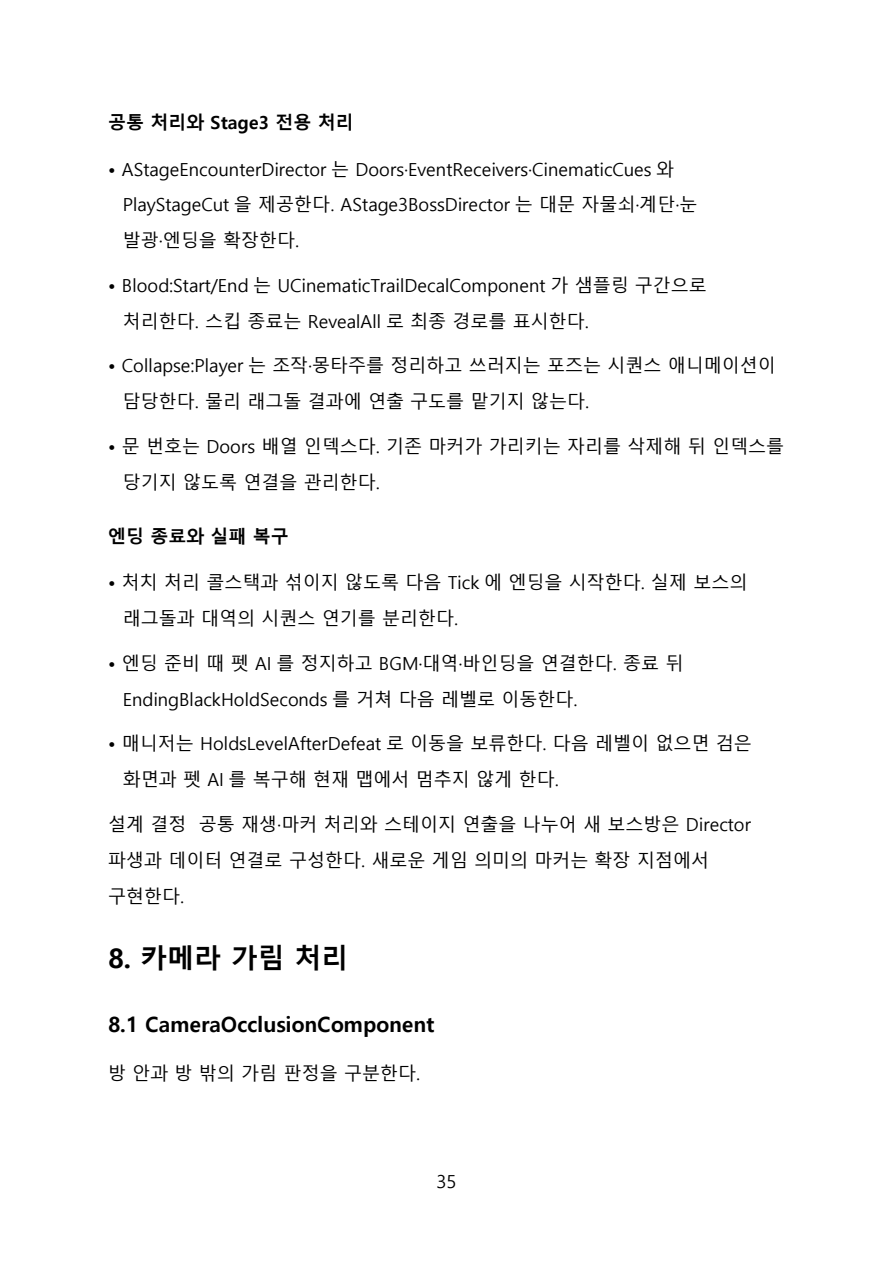 공통 처리와 Stage3 전용 처리
• AStageEncounterDirector 는 Doors·EventReceivers·CinematicCues 와
PlayStageCut 을 제공한다. AStage3BossDirector 는 대문 자물쇠·계단·눈
발광·엔딩을 확장한다.
• Blood:Start/End 는 UCinematicTrailDecalComponent 가 샘플링 구간으로
처리한다. 스킵 종료는 RevealAll 로 최종 경로를 표시한다.
• Collapse:Player 는 조작·몽타주를 정리하고 쓰러지는 포즈는 시퀀스 애니메이션이
담당한다. 물리 래그돌 결과에 연출 구도를 맡기지 않는다.
• 문 번호는 Doors 배열 인덱스다. 기존 마커가 가리키는 자리를 삭제해 뒤 인덱스를
당기지 않도록 연결을 관리한다.
엔딩 종료와 실패 복구
• 처치 처리 콜스택과 섞이지 않도록 다음 Tick 에 엔딩을 시작한다. 실제 보스의
래그돌과 대역의 시퀀스 연기를 분리한다.
• 엔딩 준비 때 펫 AI 를 정지하고 BGM·대역·바인딩을 연결한다. 종료 뒤
EndingBlackHoldSeconds 를 거쳐 다음 레벨로 이동한다.
• 매니저는 HoldsLevelAfterDefeat 로 이동을 보류한다. 다음 레벨이 없으면 검은
화면과 펫 AI 를 복구해 현재 맵에서 멈추지 않게 한다.
설계 결정  공통 재생·마커 처리와 스테이지 연출을 나누어 새 보스방은 Director
파생과 데이터 연결로 구성한다. 새로운 게임 의미의 마커는 확장 지점에서
구현한다.
8. 카메라 가림 처리
8.1 CameraOcclusionComponent
방 안과 방 밖의 가림 판정을 구분한다.
35